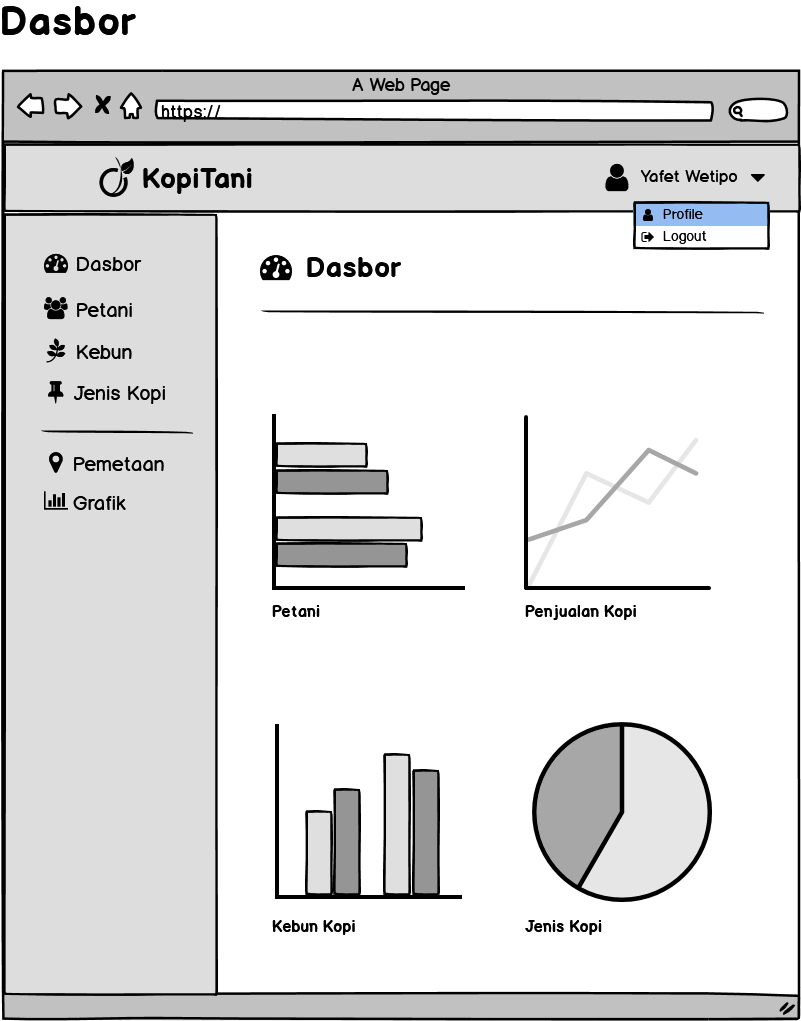 Dasbor
A Web Page
https://
KopiTani
Yafet Wetipo
Profile
Logout
Dasbor
Petani
Kebun
Jenis Kopi
Pemetaan
Grafik
Dasbor
Petani
Penjualan Kopi
Kebun Kopi
Jenis Kopi